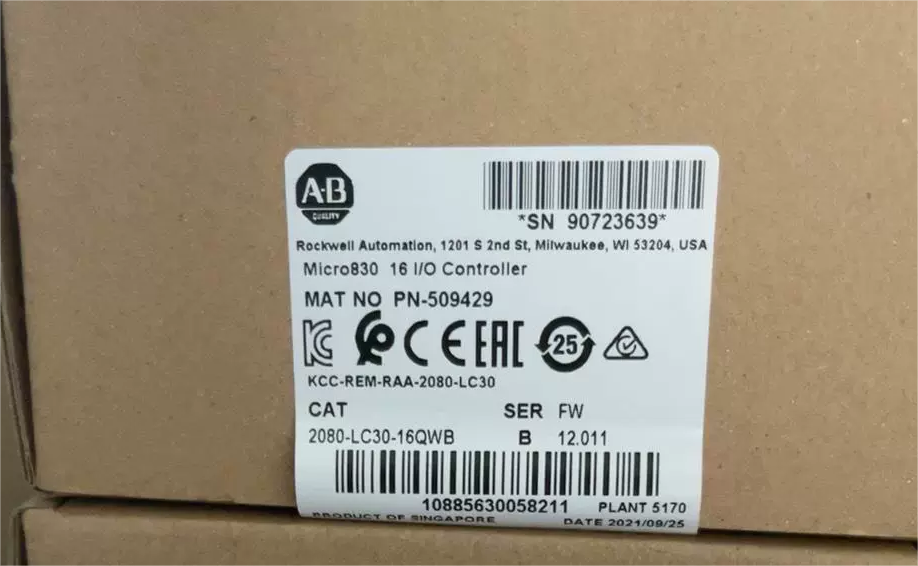 A-B
QUALITY
*SN 90723639*
Rockwell Automation, 1201 S 2nd St, Milwaukee, WI 53204, USA
Micro830 16 I/O Controller
MAT NO PN-509429
CE EAC 25
KCC-REM-RAA-2080-LC30
CAT SER FW
2080-LC30-16QWB B 12.011
10885630058211 PLANT 5170
PRODUCT OF SINGAPORE DATE 2021/09/25